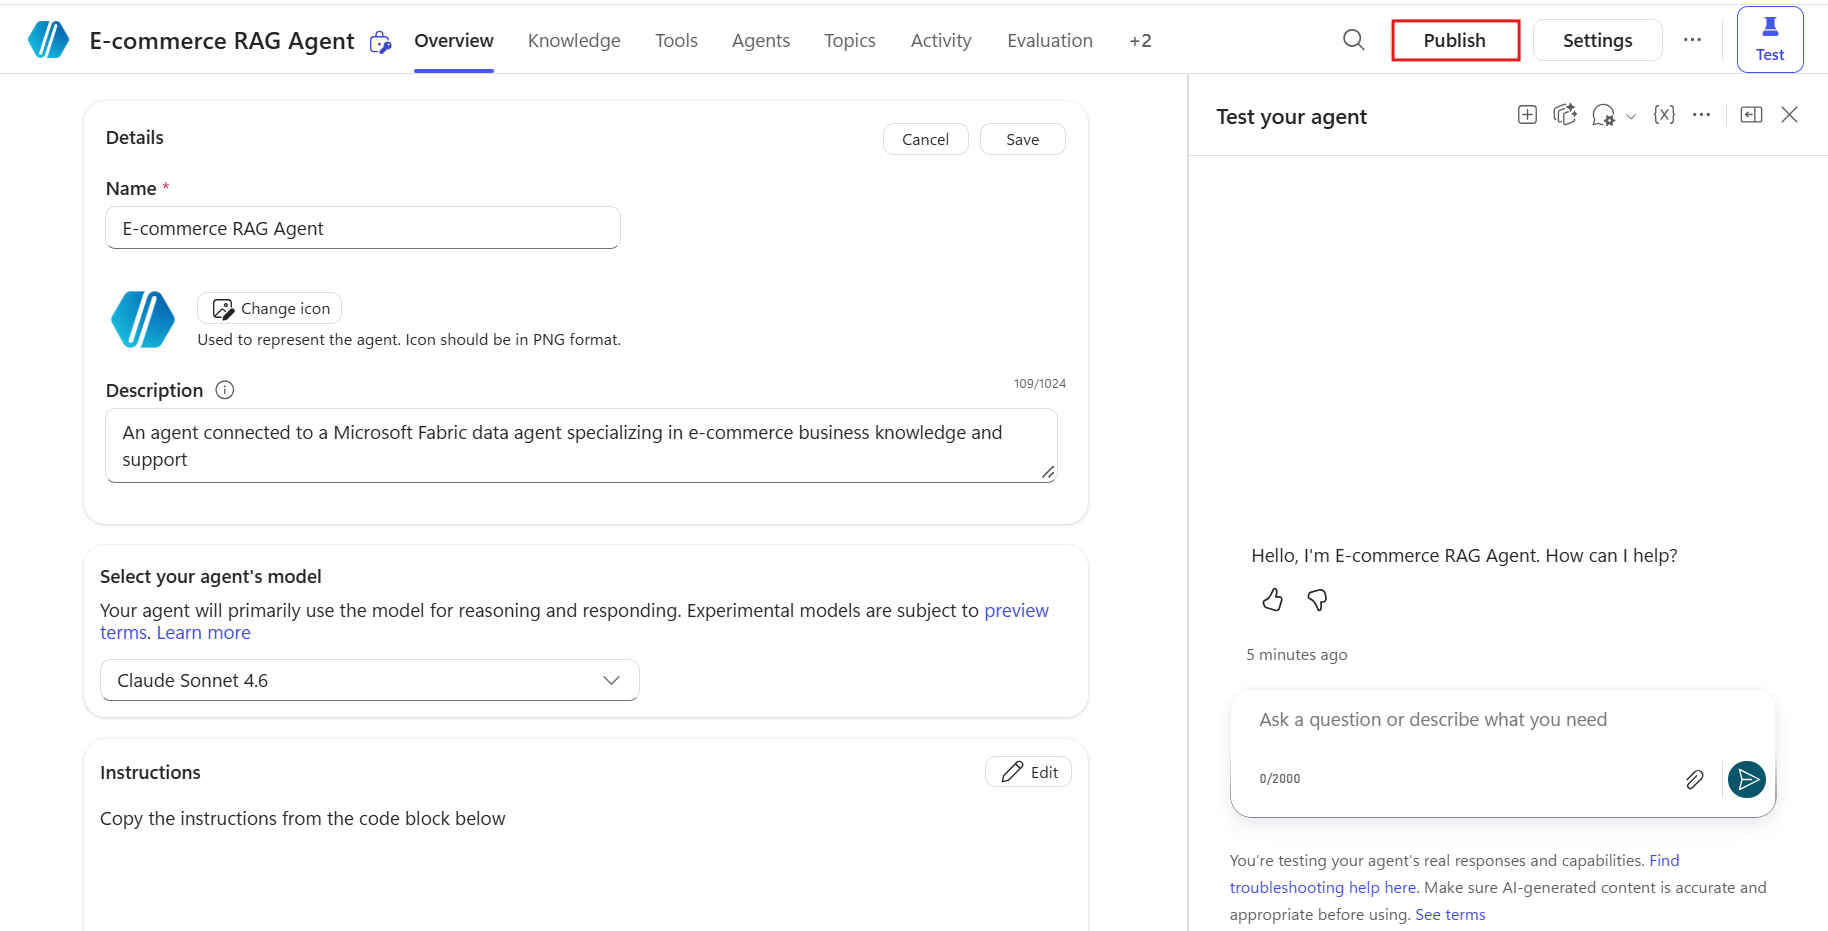 E-commerce RAG Agent
Overview
Knowledge
Tools
Agents
Topics
Activity
Evaluation
+2
Publish
Settings
Test
Details
Cancel
Save
Name *
E-commerce RAG Agent
Change icon
Used to represent the agent. Icon should be in PNG format.
Description
109/1024
An agent connected to a Microsoft Fabric data agent specializing in e-commerce business knowledge and
support
Select your agent's model
Your agent will primarily use the model for reasoning and responding. Experimental models are subject to preview
terms. Learn more
Claude Sonnet 4.6
Instructions
Edit
Copy the instructions from the code block below
Test your agent
{x}
Hello, I'm E-commerce RAG Agent. How can I help?
5 minutes ago
Ask a question or describe what you need
0/2000
You're testing your agent's real responses and capabilities. Find
troubleshooting help here. Make sure AI-generated content is accurate and
appropriate before using. See terms